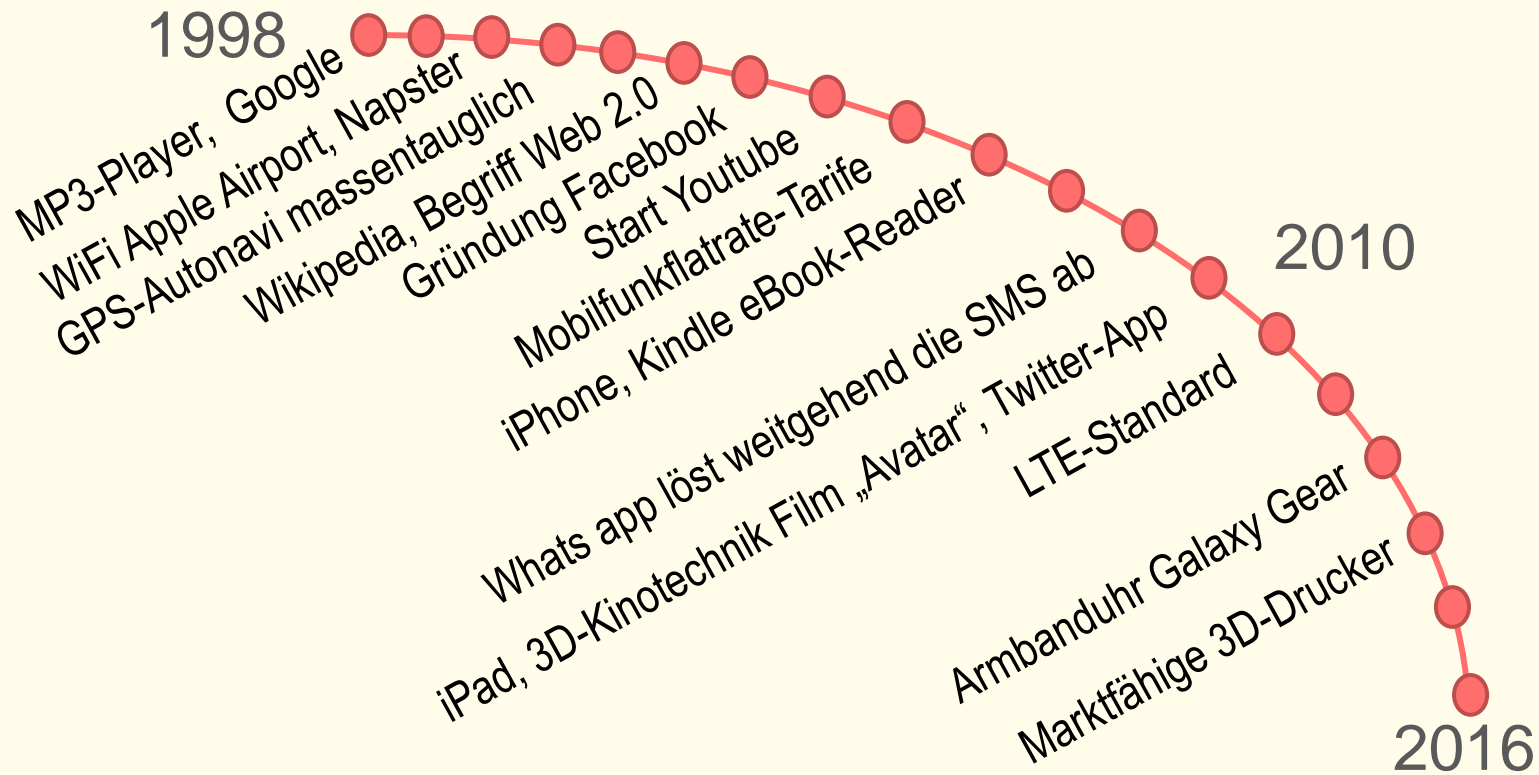 1998
MP3-Player, Google
WiFi Apple Airport, Napster
GPS-Autonavi massentauglich
Wikipedia, Begriff Web 2.0
Gründung Facebook
Start Youtube
Mobilfunkflatrate-Tarife
iPhone, Kindle eBook-Reader
Whats app löst weitgehend die SMS ab
2010
iPad, 3D-Kinotechnik Film „Avatar“, Twitter-App
LTE-Standard
Armbanduhr Galaxy Gear
Marktfähige 3D-Drucker
2016